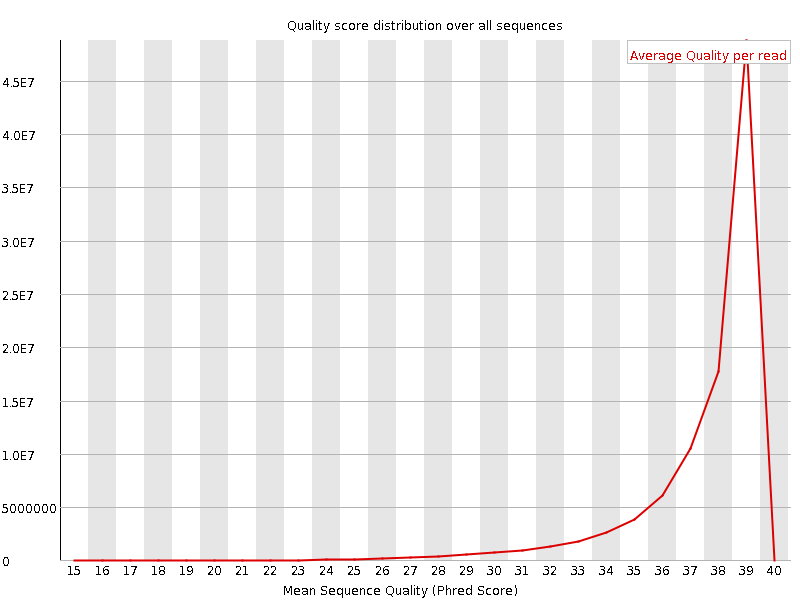 Quality score distribution over all sequences
Average Quality per read
4.5E7
4.0E7
3.5E7
3.0E7
2.5E7
2.0E7
1.5E7
1.0E7
5000000
0
15 16 17 18 19 20 21 22 23 24 25 26 27 28 29 30 31 32 33 34 35 36 37 38 39 40
Mean Sequence Quality (Phred Score)